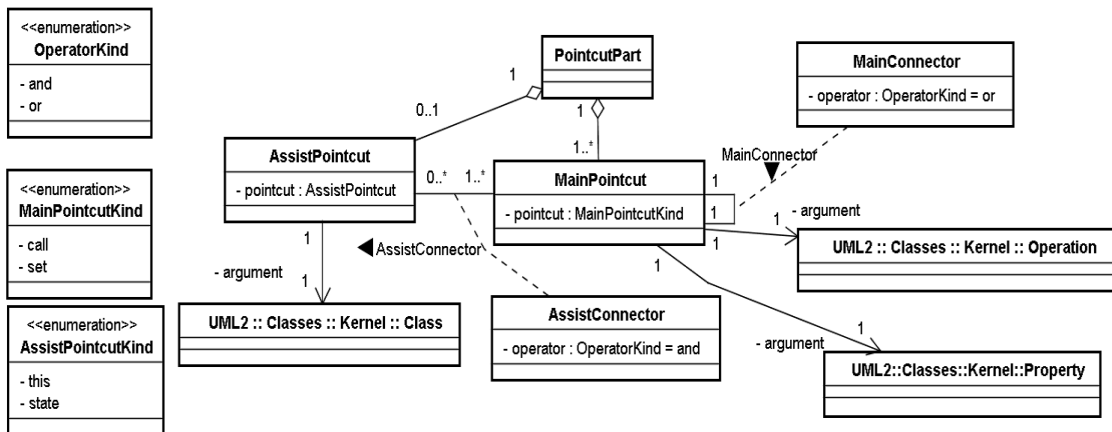 <<enumeration>>
OperatorKind
- and
- or
<<enumeration>>
MainPointcutKind
- call
- set
<<enumeration>>
AssistPointcutKind
- this
- state
PointcutPart
1
0..1
1
1..*
AssistPointcut
- pointcut : AssistPointcut
0..*
1..*
MainPointcut
- pointcut : MainPointcutKind
MainConnector
- operator : OperatorKind = or
MainConnector
1
1
1
1
- argument
UML2 :: Classes :: Kernel :: Operation
1
◀AssistConnector
- argument
1
UML2 :: Classes :: Kernel :: Class
AssistConnector
- operator : OperatorKind = and
1
1
- argument
UML2::Classes::Kernel::Property